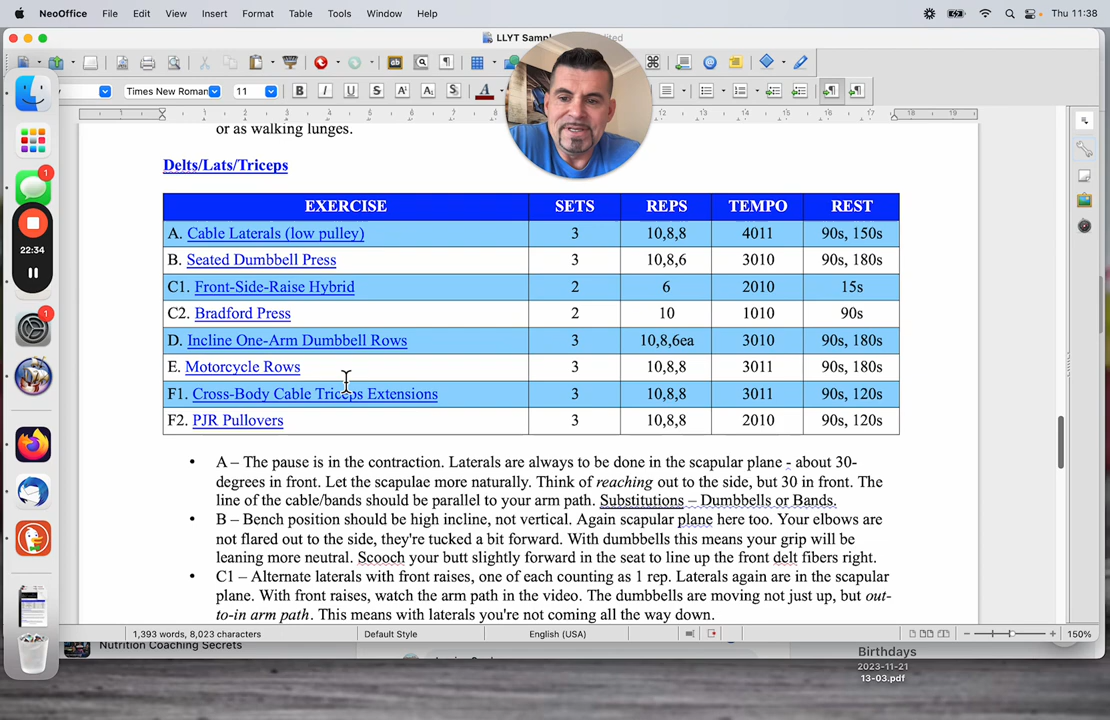 NeoOffice File Edit View Insert Format Table Tools Window Help Thu 11:38
LLYT Samp
Times New Roman 11
or as walking lunges.
Delts/Lats/Triceps
EXERCISE SETS REPS TEMPO REST
A. Cable Laterals (low pulley) 3 10,8,8 4011 90s, 150s
B. Seated Dumbbell Press 3 10,8,6 3010 90s, 180s
C1. Front-Side-Raise Hybrid 2 6 2010 15s
C2. Bradford Press 2 10 1010 90s
D. Incline One-Arm Dumbbell Rows 3 10,8,6ea 3010 90s, 180s
E. Motorcycle Rows 3 10,8,8 3011 90s, 180s
F1. Cross-Body Cable Triceps Extensions 3 10,8,8 3011 90s, 120s
F2. PJR Pullovers 3 10,8,8 2010 90s, 120s
• A – The pause is in the contraction. Laterals are always to be done in the scapular plane - about 30-
degrees in front. Let the scapulae more naturally. Think of reaching out to the side, but 30 in front. The
line of the cable/bands should be parallel to your arm path. Substitutions – Dumbbells or Bands.
• B – Bench position should be high incline, not vertical. Again scapular plane here too. Your elbows are
not flared out to the side, they're tucked a bit forward. With dumbbells this means your grip will be
leaning more neutral. Scooch your butt slightly forward in the seat to line up the front delt fibers right.
• C1 – Alternate laterals with front raises, one of each counting as 1 rep. Laterals again are in the scapular
plane. With front raises, watch the arm path in the video. The dumbbells are moving not just up, but out-
to-in arm path. This means with laterals you're not coming all the way down.
1,393 words, 8,023 characters Default Style English (USA) 150%
Nutrition Coaching Secrets
Birthdays
2023-11-21
13-03.pdf
22:34
1
1